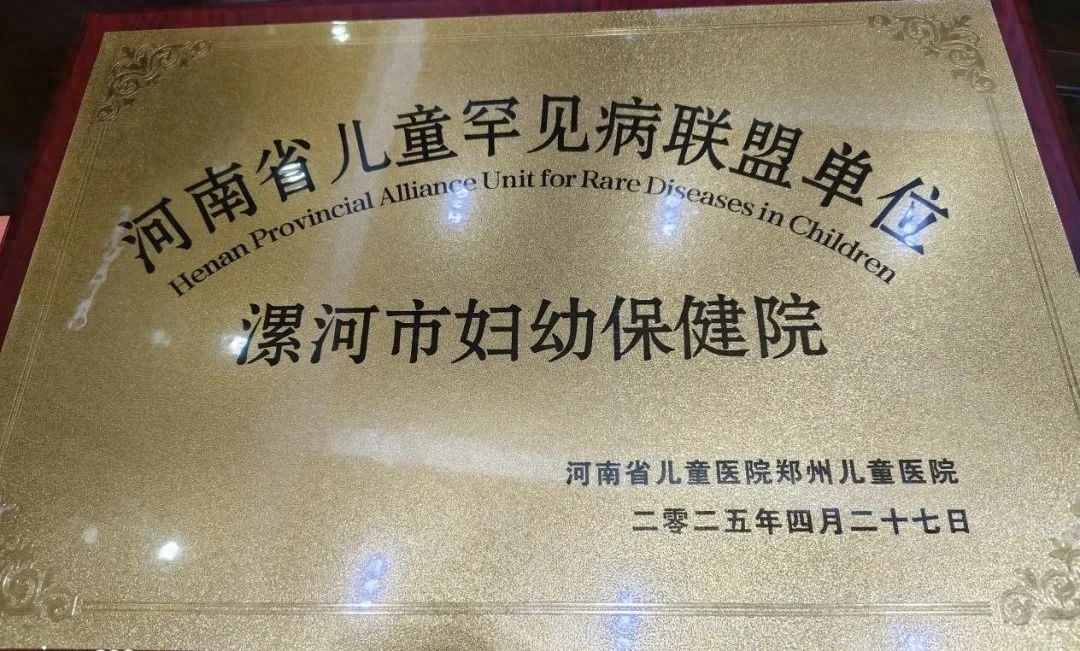 河南省儿童罕见病联盟单位
Henan Provincial Alliance Unit for Rare Diseases in Children
漯河市妇幼保健院
河南省儿童医院郑州儿童医院
二零二五年四月二十七日